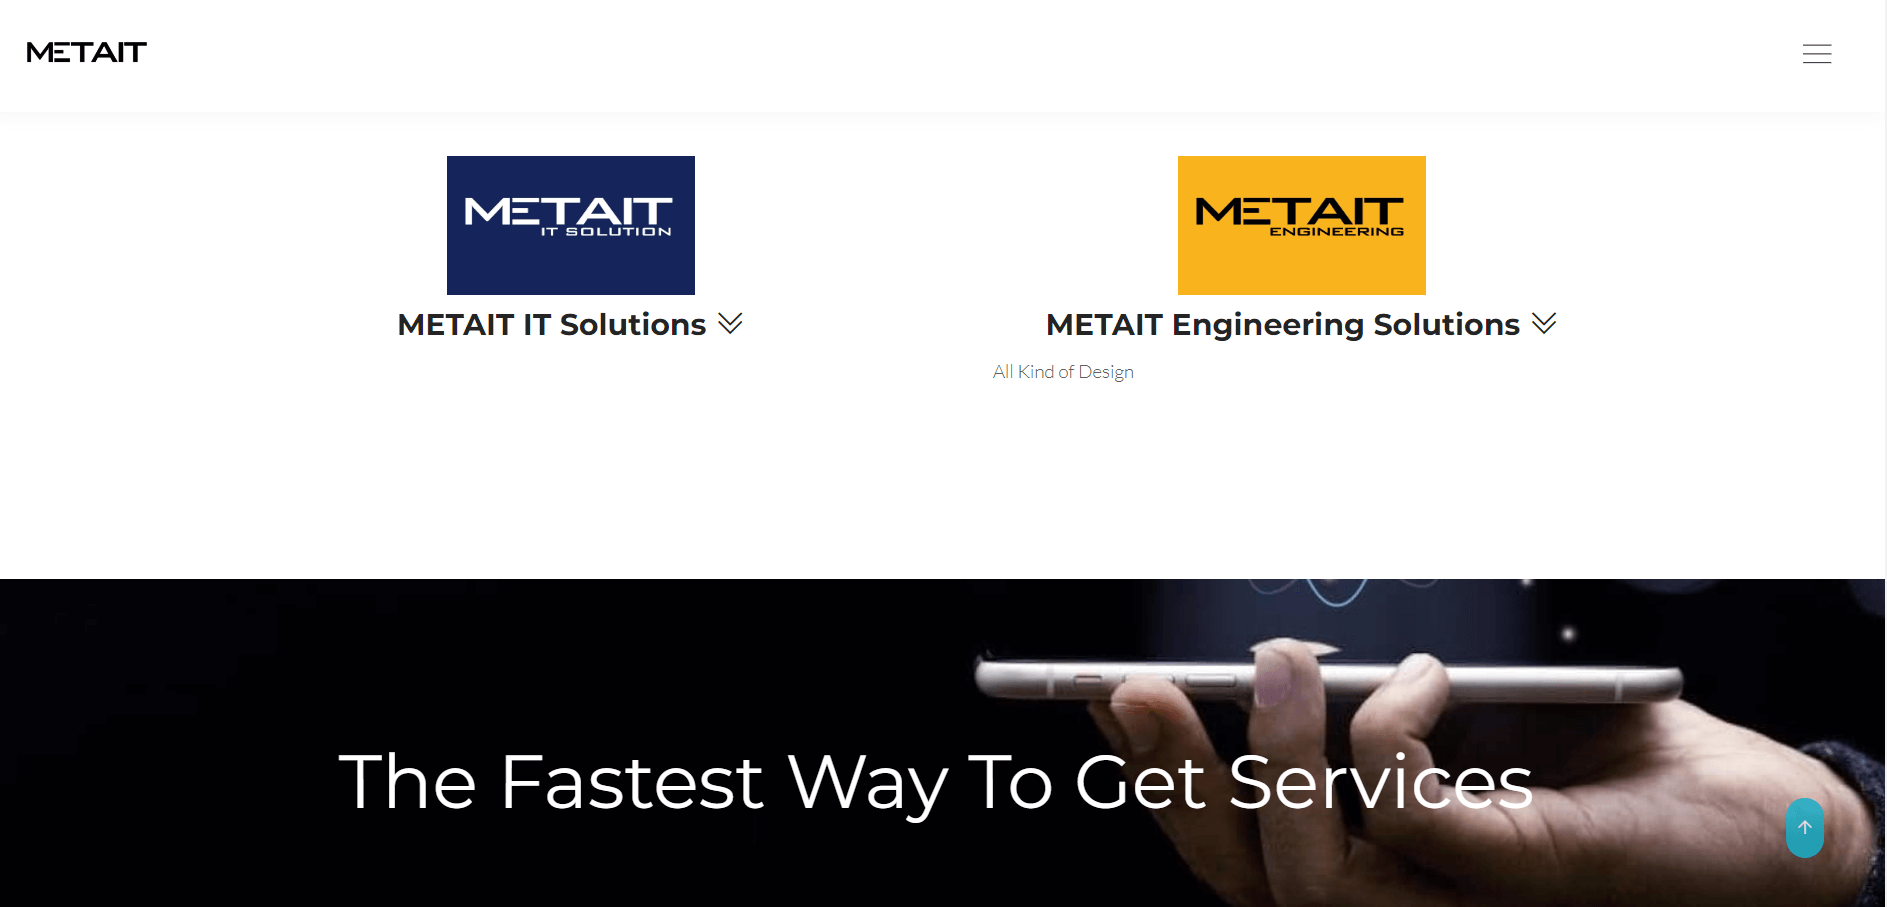 METAIT
METAIT
IT SOLUTION
METAIT IT Solutions
METAIT
ENGINEERING
METAIT Engineering Solutions
All Kind of Design
The Fastest Way To Get Services